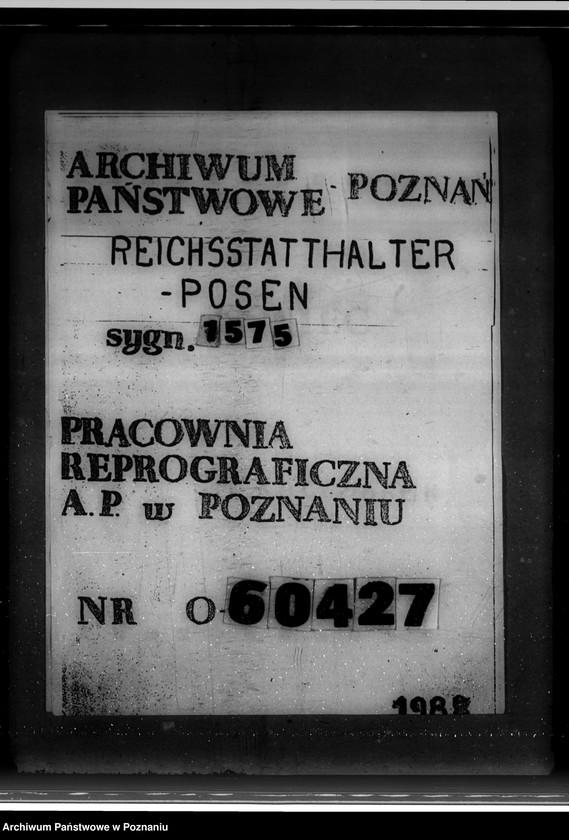 ARCHIWUM
PAŃSTWOWE - POZNAŃ
REICHSSTATTHALTER
-POSEN
sygn. 1575
PRACOWNIA
REPROGRAFICZNA
A.P. w POZNANIU
NR O-60427
Archiwum Państwowe w Poznaniu